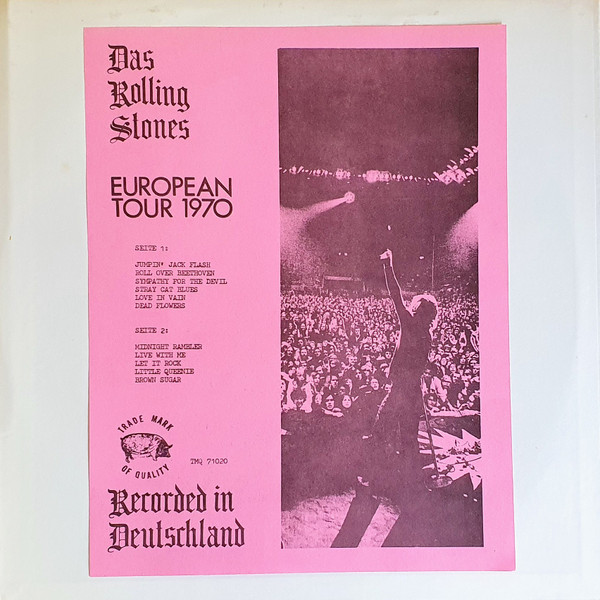 Das
Rolling
Stones
EUROPEAN
TOUR 1970
SEITE 1:
JUMPIN' JACK FLASH
ROLL OVER BEETHOVEN
SYMPATHY FOR THE DEVIL
STRAY CAT BLUES
LOVE IN VAIN
DEAD FLOWERS
SEITE 2:
MIDNIGHT RAMBLER
LIVE WITH ME
LET IT ROCK
LITTLE QUEENIE
BROWN SUGAR
TRADE MARK
OF QUALITY
TMQ 71020
Recorded in
Deutschland